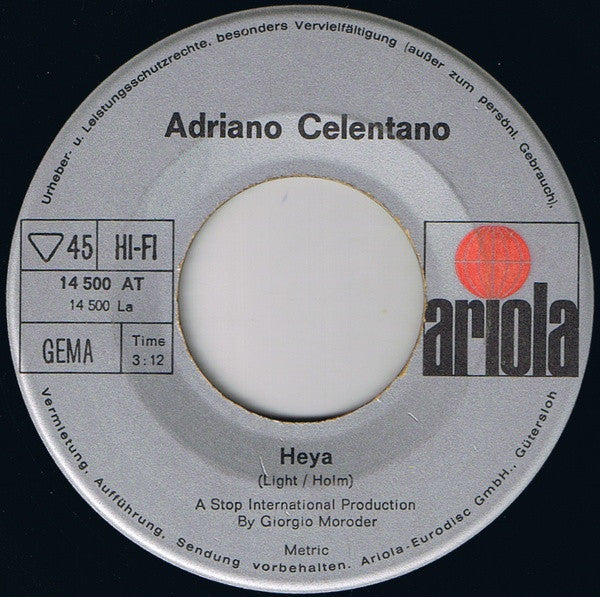 Urheber- u. Leistungsschutzrechte, besonders Vervielfältigung (außer zum persönl. Gebrauch),
Adriano Celentano
45 HI-FI
14 500 AT
14 500 La
GEMA
Time
3:12
ariola
Heya
(Light / Holm)
A Stop International Production
By Giorgio Moroder
Metric
Vermietung, Aufführung, Sendung vorbehalten. Ariola-Eurodisc GmbH., Gütersloh